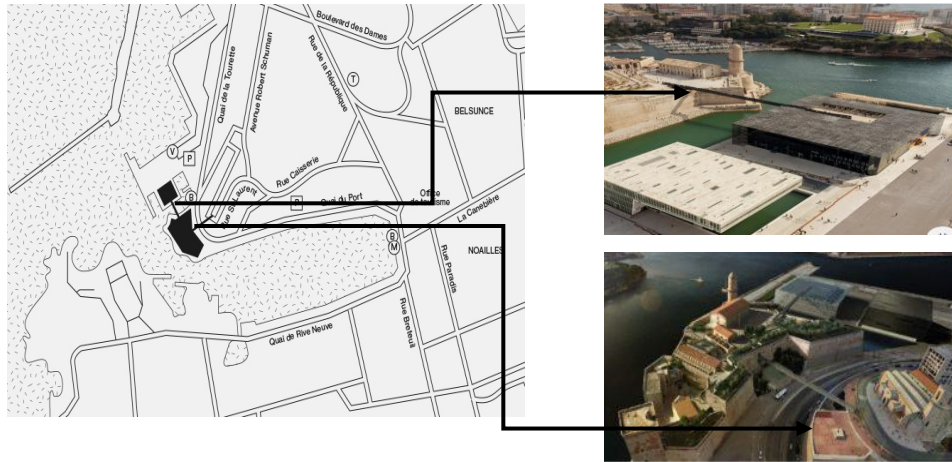 Boulevard des Dames
Quai de la Tourette
Avenue Robert Schuman
Rue de la République
T
BELSUNCE
V
P
Rue Caisserie
Rue St Laurent
B
P
Quai du Port
Office
de tourisme
La Canebière
B
M
NOAILLES
Rue Paradis
Rue Breteuil
Quai de Rive Neuve